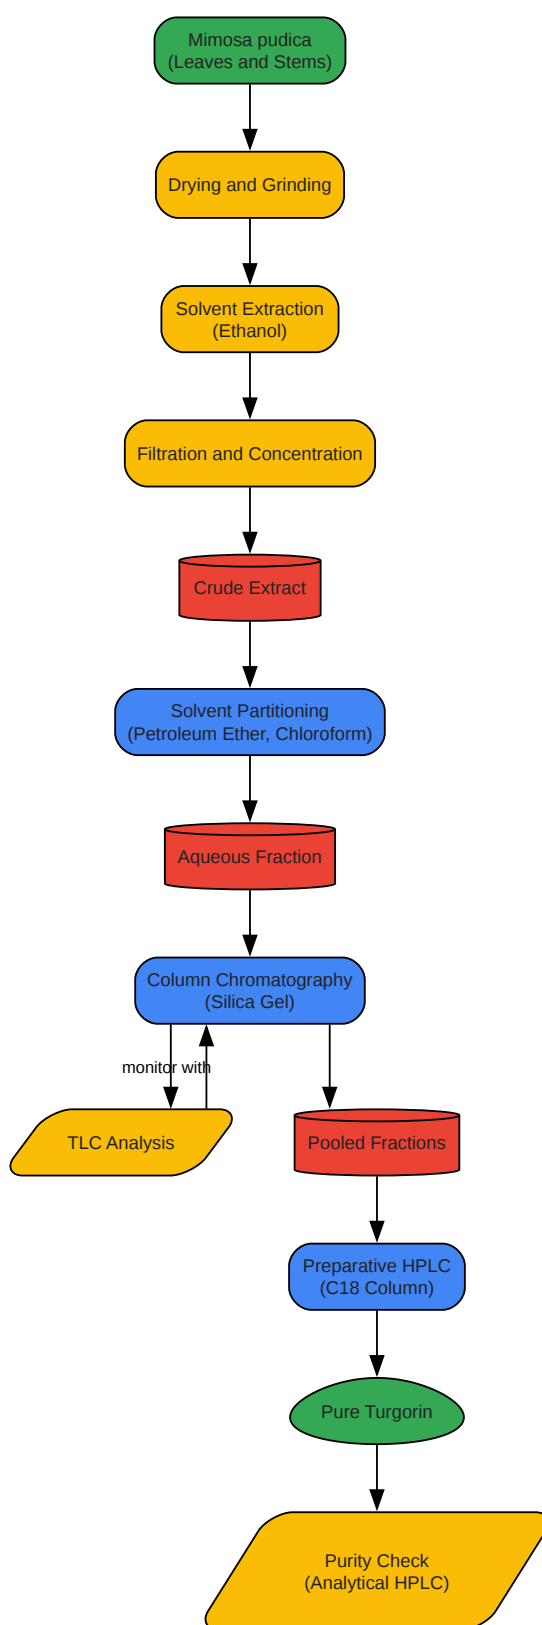 Mimosa pudica
(Leaves and Stems)
Drying and Grinding
Solvent Extraction
(Ethanol)
Filtration and Concentration
Crude Extract
Solvent Partitioning
(Petroleum Ether, Chloroform)
Aqueous Fraction
Column Chromatography
(Silica Gel)
monitor with
TLC Analysis
Pooled Fractions
Preparative HPLC
(C18 Column)
Pure Turgorin
Purity Check
(Analytical HPLC)